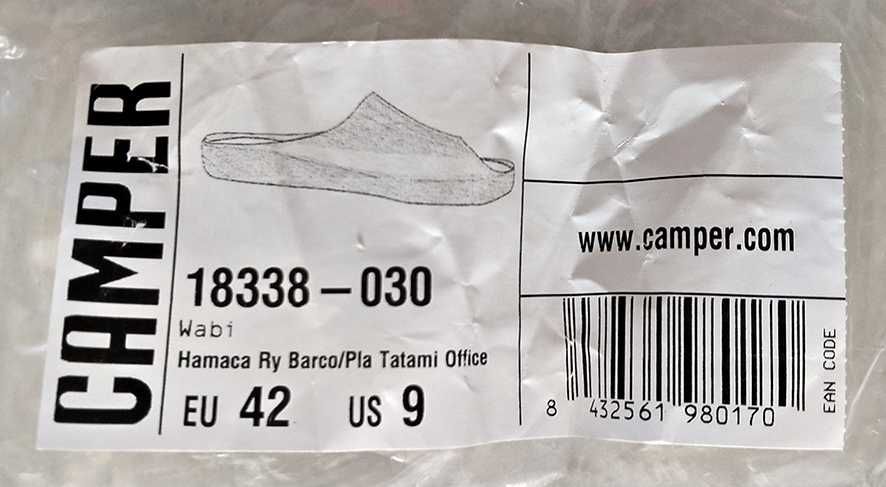 CAMPER
18338-030
Wabi
Hamaca Ry Barco/Pla Tatami Office
EU 42 US 9
www.camper.com
8 432561 980170
EAN CODE